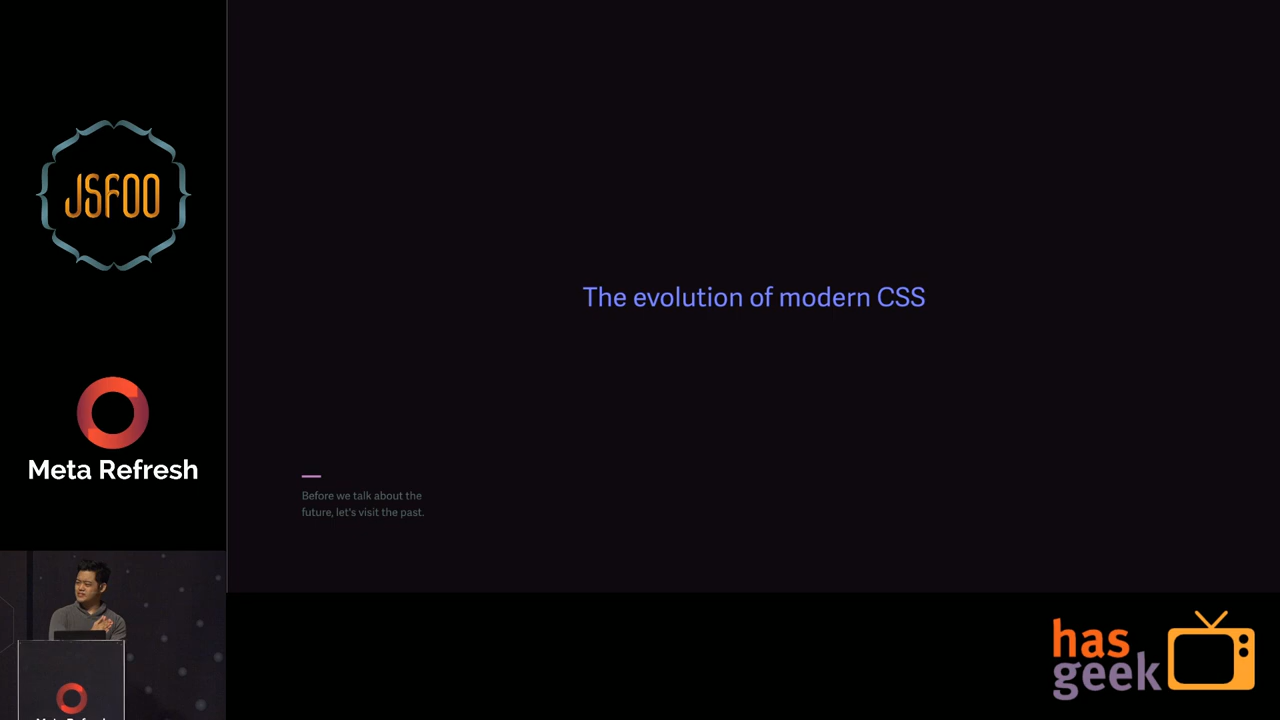 JSFOO
Meta Refresh
The evolution of modern CSS
Before we talk about the
future, let's visit the past.
has
geek